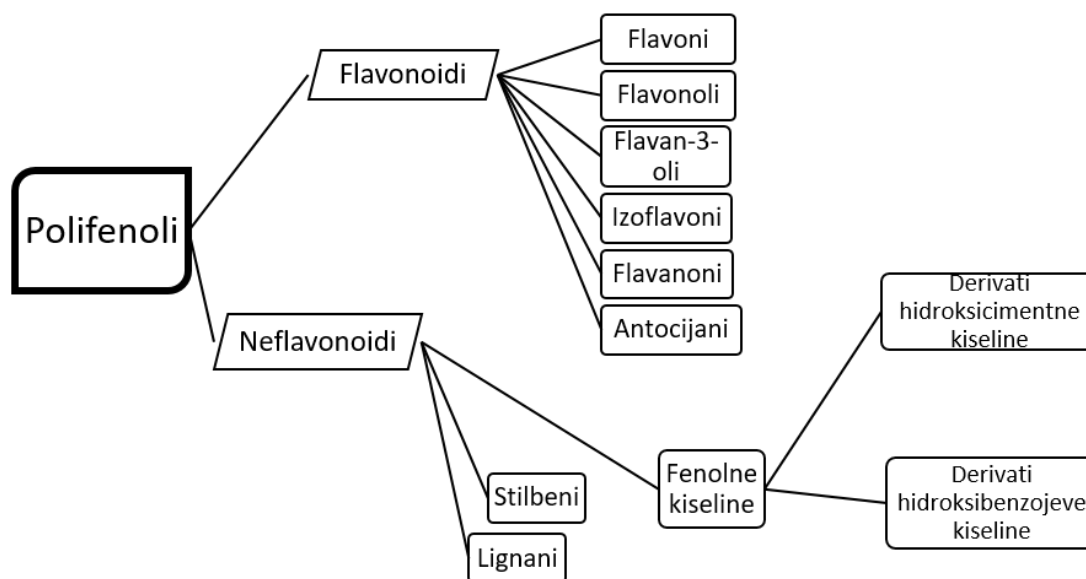 Polifenoli
Flavonoidi
Flavoni
Flavonoli
Flavan-3-
oli
Izoflavoni
Flavanoni
Antocijani
Neflavonoidi
Stilbeni
Lignani
Fenolne
kiseline
Derivati
hidroksicimentne
kiseline
Derivati
hidroksibenzojeve
kiseline